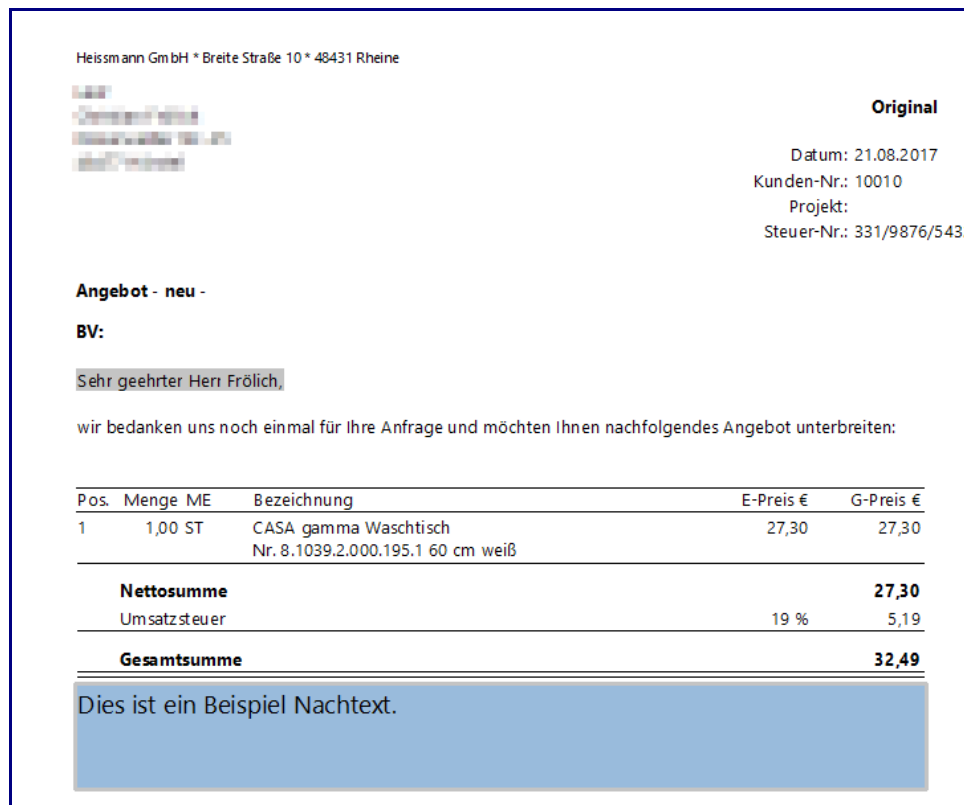 Heissmann GmbH * Breite Straße 10 * 48431 Rheine
Original
Datum: 21.08.2017
Kunden-Nr.: 10010
Projekt:
Steuer-Nr.: 331/9876/543
Angebot - neu -
BV:
Sehr geehrter Herr Frölich,
wir bedanken uns noch einmal für Ihre Anfrage und möchten Ihnen nachfolgendes Angebot unterbreiten:
Pos. Menge ME Bezeichnung E-Preis € G-Preis €
1 1,00 ST CASA gamma Waschtisch 27,30 27,30
Nr. 8.1039.2.000.195.1 60 cm weiß
Nettosumme 27,30
Umsatzsteuer 19 % 5,19
Gesamtsumme 32,49
Dies ist ein Beispiel Nachtext.